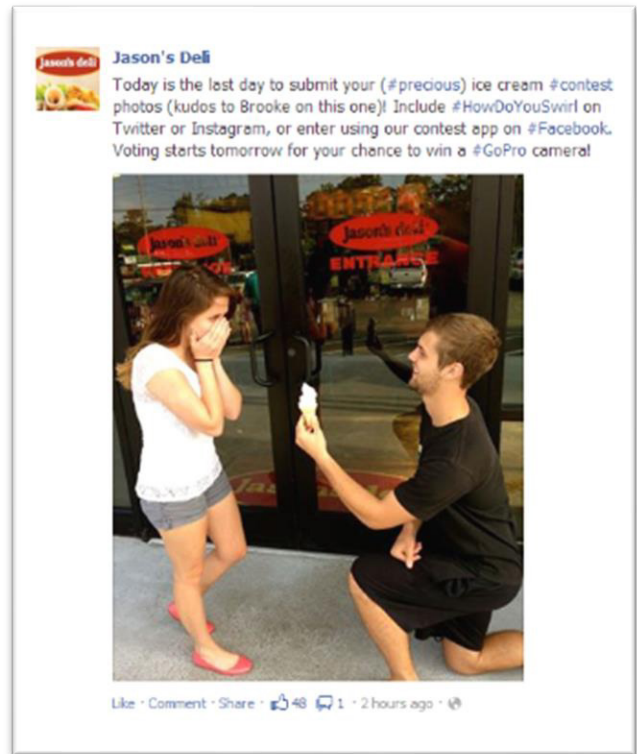 Jason's deli
Jason's Deli
Today is the last day to submit your (#precious) ice cream #contest
photos (kudos to Brooke on this one)! Include #HowDoYouSwirl on
Twitter or Instagram, or enter using our contest app on #Facebook.
Voting starts tomorrow for your chance to win a #GoPro camera!
Jason's deli
Jason's deli
ENTRANCE
Like · Comment · Share · 48 1 · 2 hours ago ·